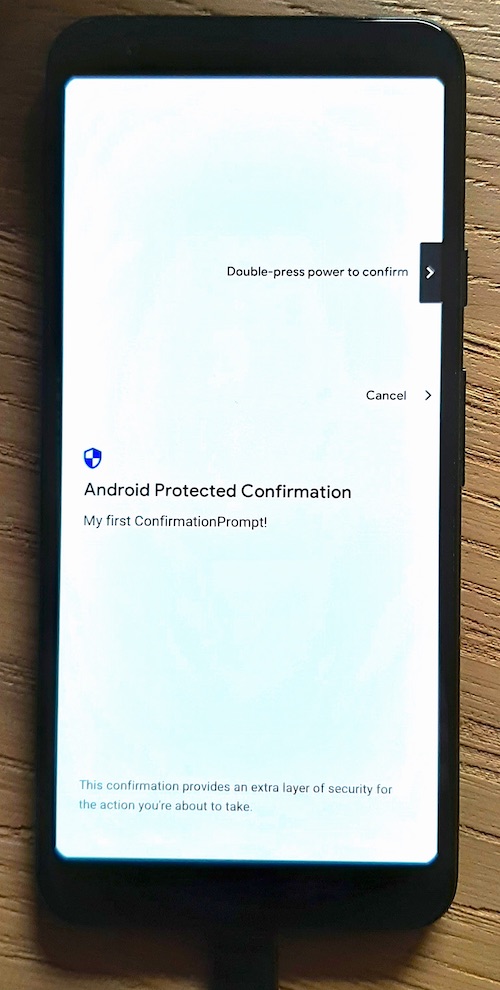 Double-press power to confirm
Cancel
Android Protected Confirmation
My first ConfirmationPrompt!
This confirmation provides an extra layer of security for
the action you're about to take.